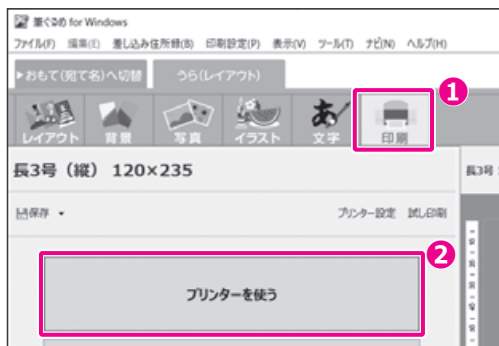 筆ぐるめ for Windows
ファイル(F) 編集(E) 差し込み住所録(B) 印刷設定(P) 表示(V) ツール(T) ナビ(N) ヘルプ(H)
▸おもて(宛て名)へ切替 うら(レイアウト)
1
レイアウト 背景 写真 イラスト 文字 印刷
あ
長3号（縦） 120×235
長3号
保存 プリンター設定 試し印刷
2
プリンターを使う